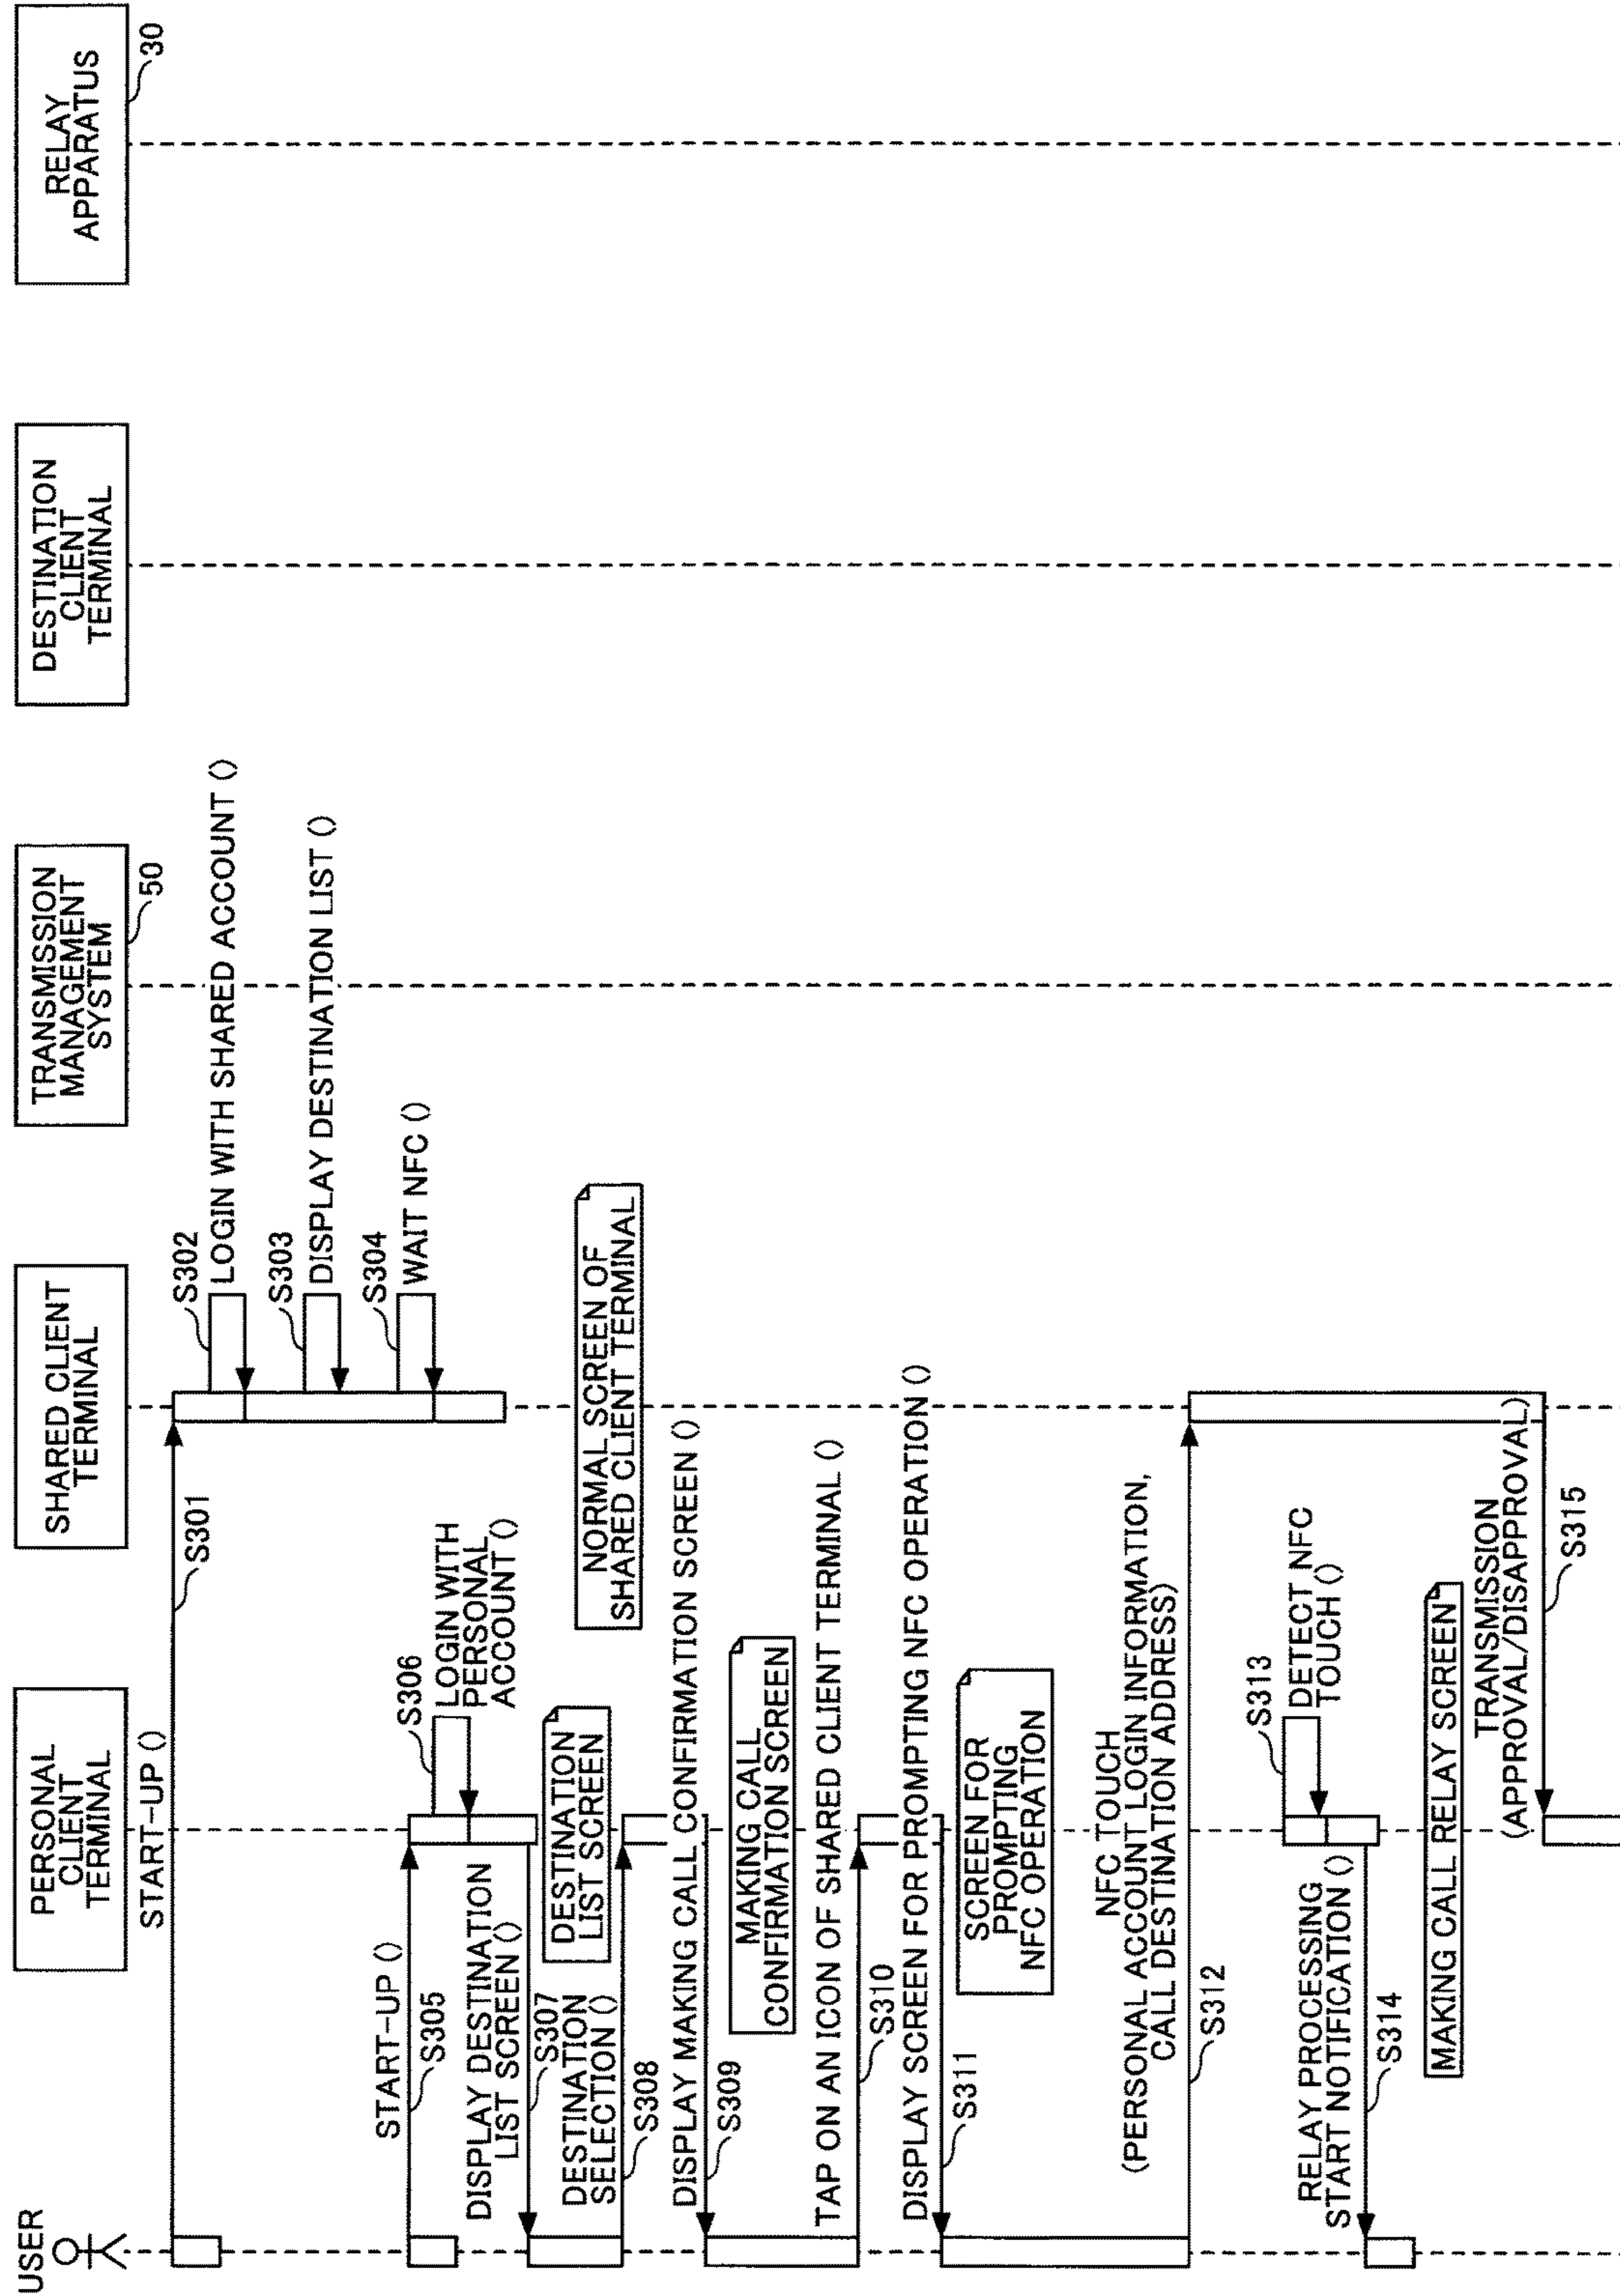 USER
PERSONAL
CLIENT
TERMINAL
SHARED CLIENT
TERMINAL
TRANSMISSION
MANAGEMENT
SYSTEM
50
DESTINATION
CLIENT
TERMINAL
RELAY
APPARATUS
30
START-UP ()
S301
S302
LOGIN WITH SHARED ACCOUNT ()
S303
DISPLAY DESTINATION LIST ()
S304
WAIT NFC ()
START-UP ()
S305
S306
LOGIN WITH
PERSONAL
ACCOUNT ()
DISPLAY DESTINATION
LIST SCREEN ()
S307
DESTINATION
LIST SCREEN
NORMAL SCREEN OF
SHARED CLIENT TERMINAL
DESTINATION
SELECTION ()
S308
DISPLAY MAKING CALL CONFIRMATION SCREEN ()
S309
MAKING CALL
CONFIRMATION SCREEN
TAP ON AN ICON OF SHARED CLIENT TERMINAL ()
S310
DISPLAY SCREEN FOR PROMPTING NFC OPERATION ()
S311
SCREEN FOR
PROMPTING
NFC OPERATION
NFC TOUCH
(PERSONAL ACCOUNT LOGIN INFORMATION,
CALL DESTINATION ADDRESS)
S312
S313
DETECT NFC
TOUCH ()
RELAY PROCESSING
START NOTIFICATION ()
S314
MAKING CALL RELAY SCREEN
TRANSMISSION
(APPROVAL/DISAPPROVAL)
S315